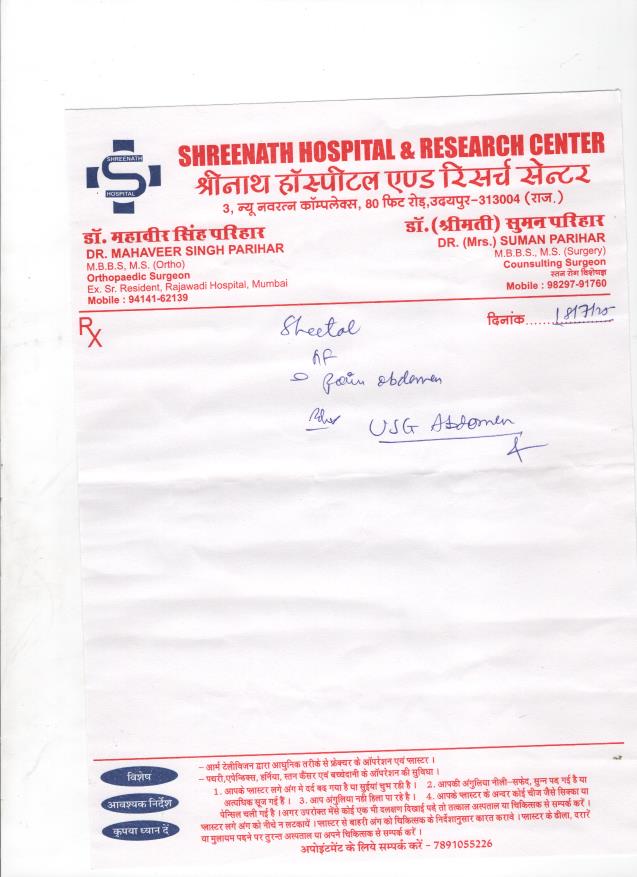 SHREENATH
HOSPITAL
SHREENATH HOSPITAL & RESEARCH CENTER
श्रीनाथ हॉस्पीटल एण्ड रिसर्च सेन्टर
3, न्यू नवरत्न कॉम्पलेक्स, 80 फिट रोड़,उदयपुर-313004 (राज.)
डॉ. महावीर सिंह परिहार
DR. MAHAVEER SINGH PARIHAR
M.B.B.S, M.S. (Ortho)
Orthopaedic Surgeon
Ex. Sr. Resident, Rajawadi Hospital, Mumbai
Mobile : 94141-62139
डॉ.(श्रीमती) सुमन परिहार
DR. (Mrs.) SUMAN PARIHAR
M.B.B.S., M.S. (Surgery)
Counsulting Surgeon
स्तन रोग विशेषज्ञ
Mobile : 98297-91760
Rx
दिनांक
Sheetal
pain abdomen
USG Abdomen
विशेष
आवश्यक निर्देश
कृपया ध्यान दें
– आर्म टेलीविजन द्वारा आधुनिक तरीके से फ्रेक्चर के ऑपरेशन एवं प्लास्टर ।
– पथरी,एपेन्डिक्स, हर्निया, स्तन कैंसर एवं बच्चेदानी के ऑपरेशन की सुविधा ।
1. आपके प्लास्टर लगे अंग मे दर्द बढ गया है या सुईयां चुभ रही है । 2. आपकी अंगुलिया नीली-सफेद, सुन्न पड गई है या
अत्यधिक सूज गई है । 3. आप अंगुलिया नही हिला पा रहे है । 4. आपके प्लास्टर के अन्दर कोई चीज जैसे सिक्का या
पेन्सिल चली गई है ।अगर उपरोक्त मेंसे कोई एक भी दलक्षण दिखाई पड़े तो तत्काल अस्पताल या चिकित्सक से सम्पर्क करें ।
प्लास्टर लगे अंग को नीचे न लटकायें ।प्लास्टर से बाहरी अंग को चिकित्सक के निर्देशानुसार कारत करावे । प्लास्टर के ढीला, दरारें
या मुलायम पडने पर तुरन्त अस्पताल या अपने चिकित्सक से सम्पर्क करें ।
अपोइंटमेंट के लिये सम्पर्क करें - 7891055226